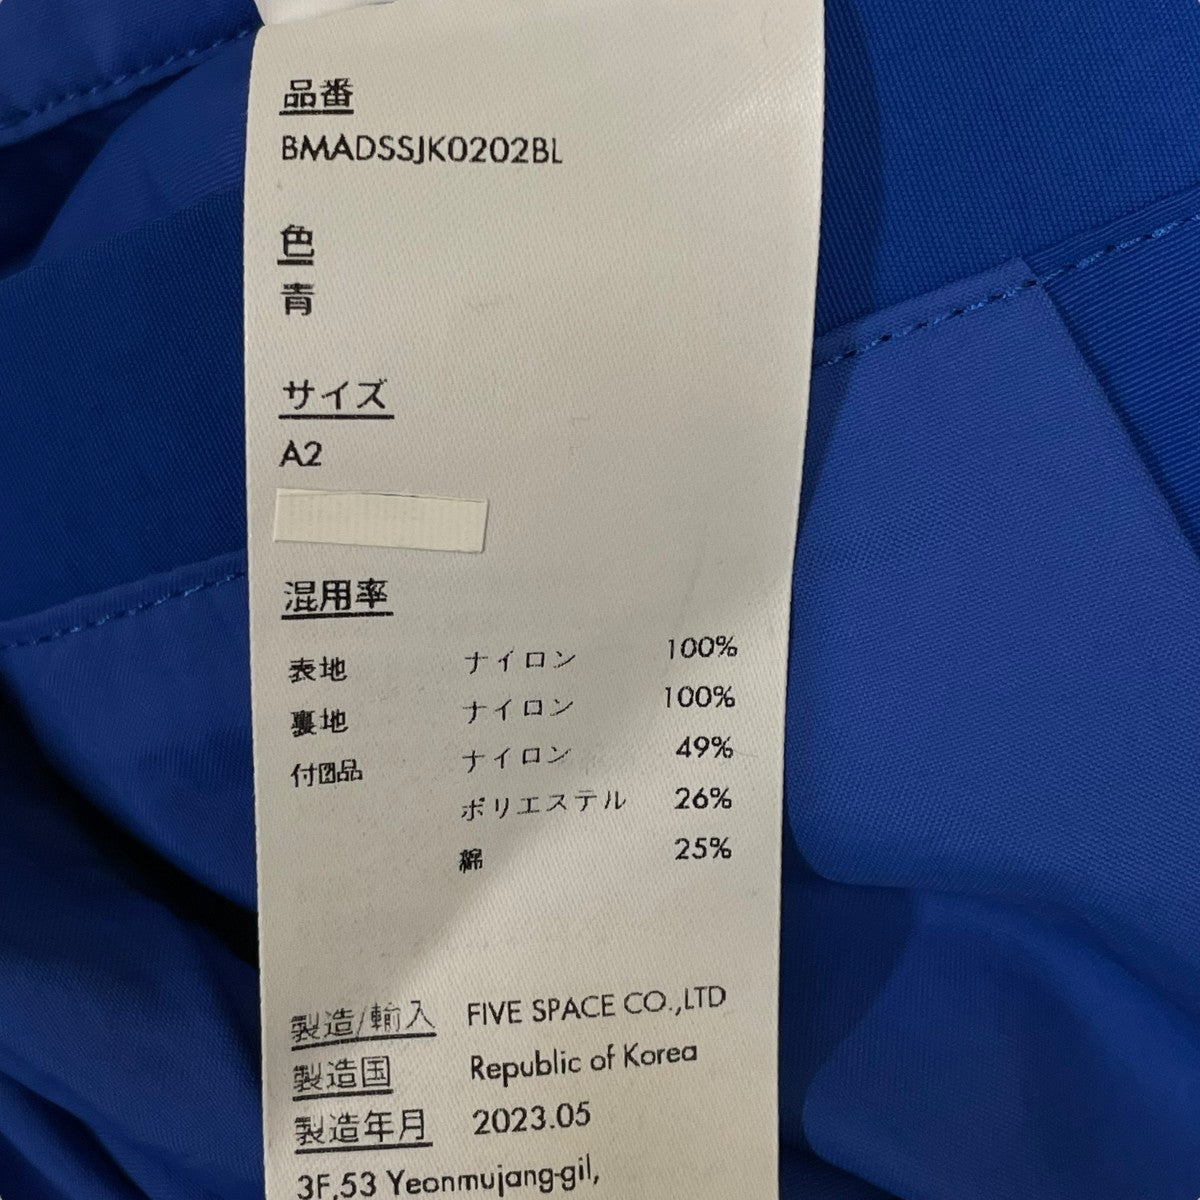 品番
BMADSSJK0202BL
色
青
サイズ
A2
混用率
表地 ナイロン 100%
裏地 ナイロン 100%
付図品 ナイロン 49%
ポリエステル 26%
綿 25%
製造/輸入 FIVE SPACE CO.,LTD
製造国 Republic of Korea
製造年月 2023.05
3F,53 Yeonmujang-gil,